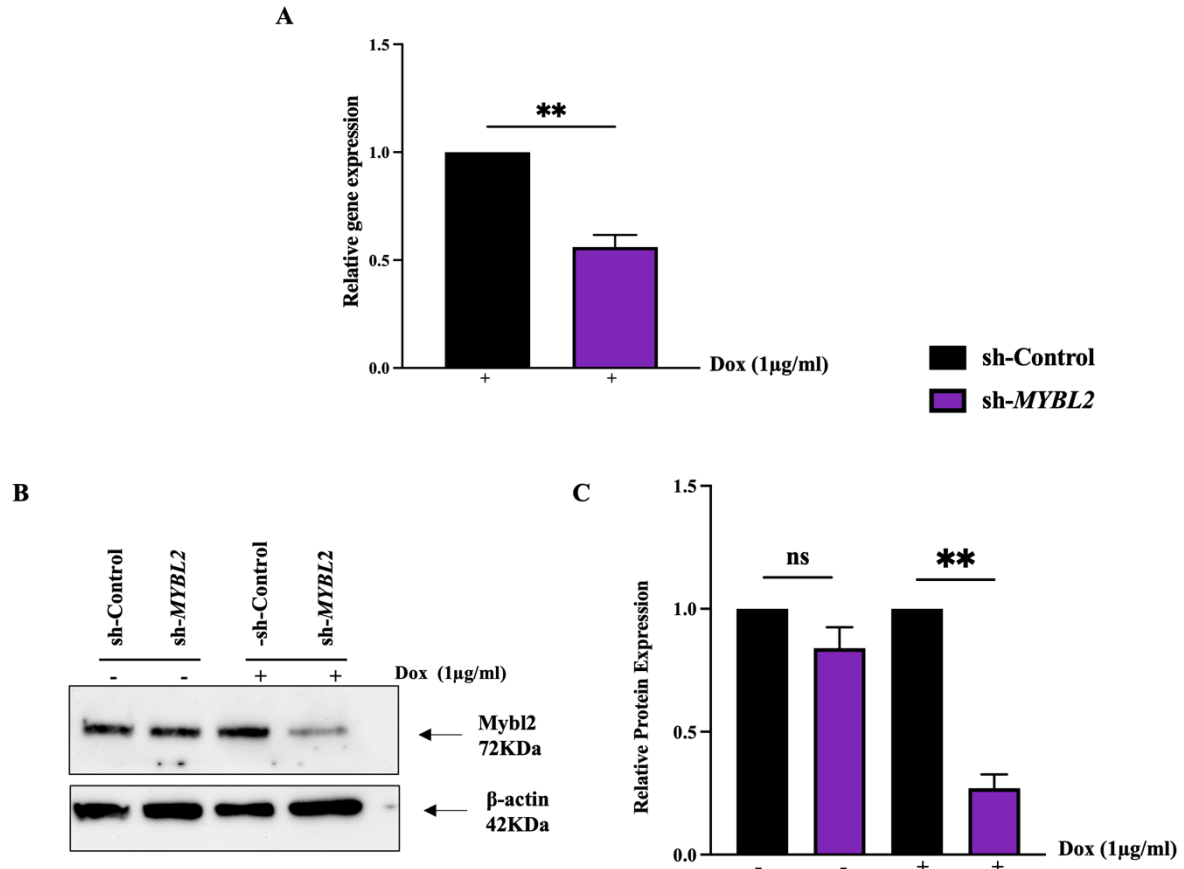 A
1.5
1.0
0.5
0.0
Relative gene expression
**
+ +
Dox (1µg/ml)
sh-Control
sh-MYBL2
B
sh-Control
sh-MYBL2
-sh-Control
sh-MYBL2
- - + +
Dox (1µg/ml)
Mybl2
72KDa
β-actin
42KDa
C
1.5
1.0
0.5
0.0
Relative Protein Expression
ns
**
- - + +
Dox (1µg/ml)